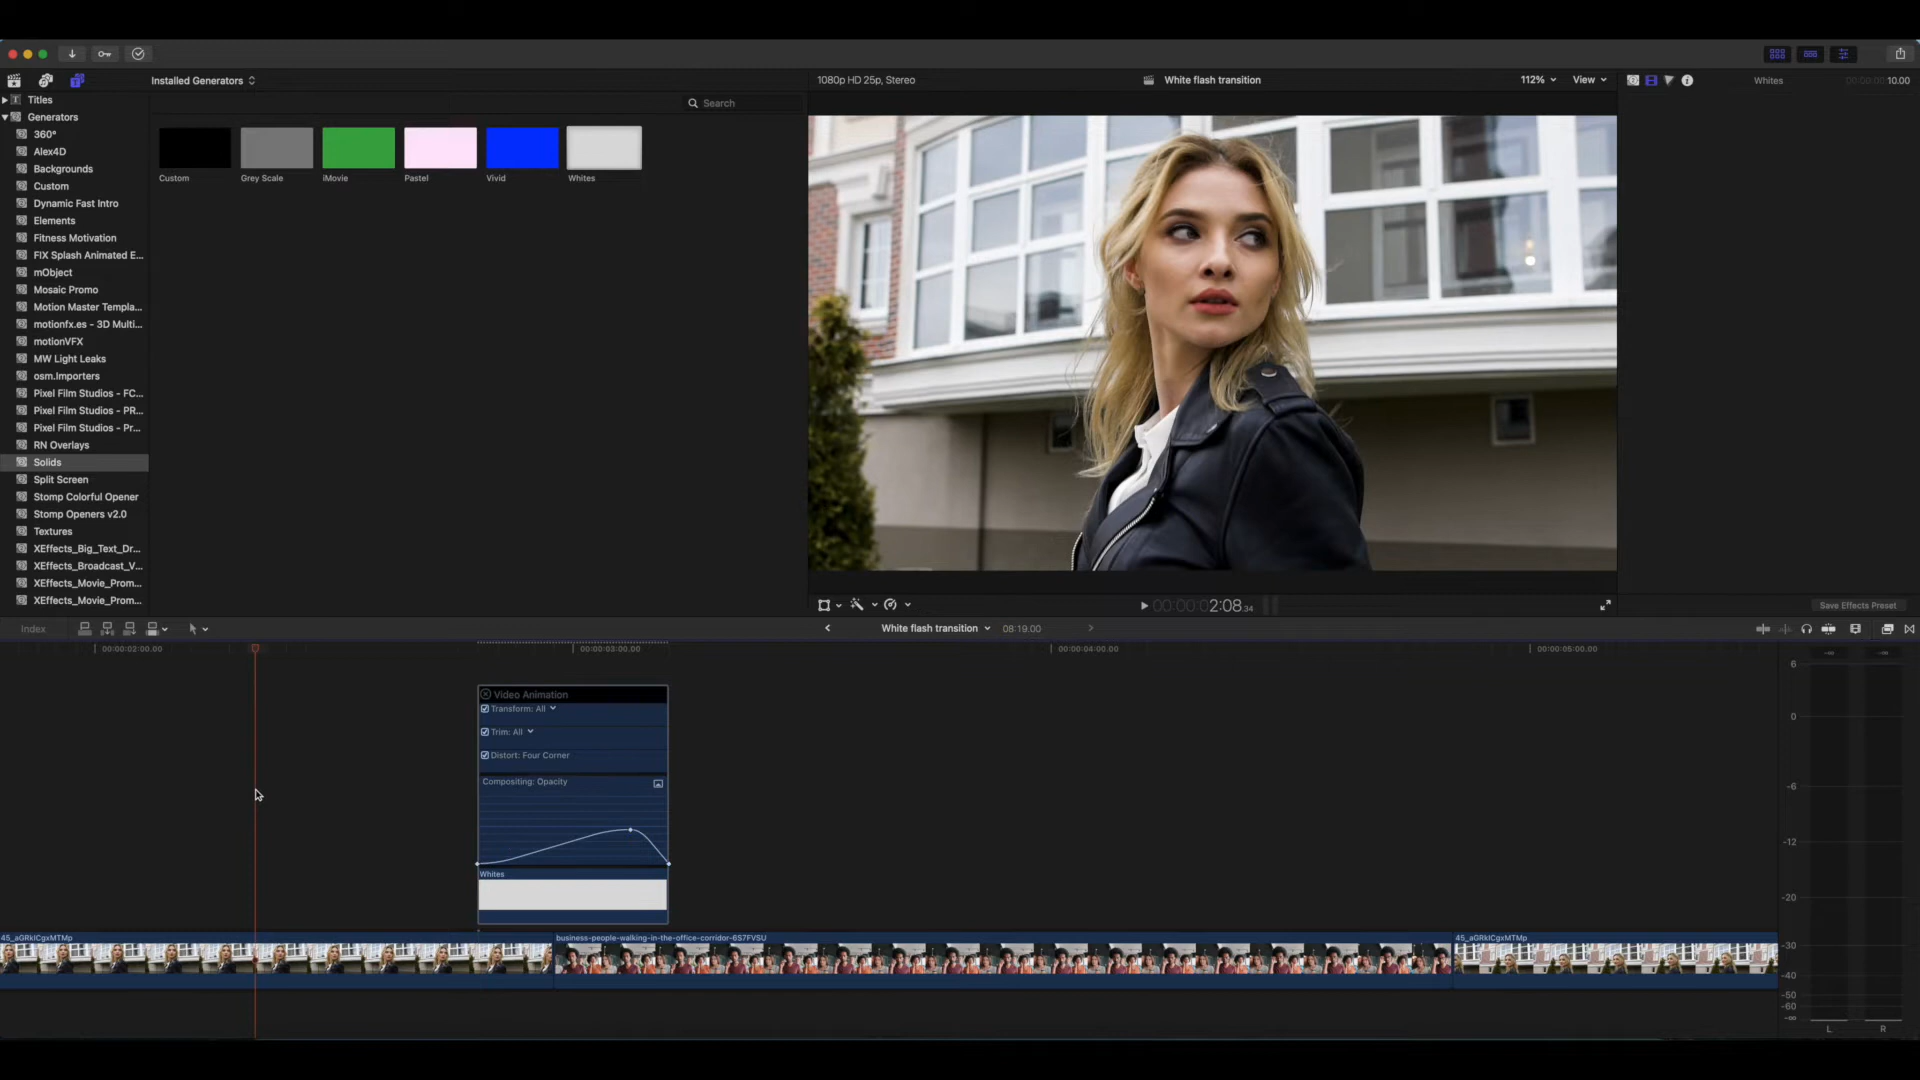 Installed Generators
1080p HD 25p, Stereo
White flash transition
112%
View
Whites
10.00
Titles
Search
Generators
360°
Alex4D
Backgrounds
Custom
Dynamic Fast Intro
Elements
Fitness Motivation
FIX Splash Animated E...
mObject
Mosaic Promo
Motion Master Templa...
motionfx.es - 3D Multi...
motionVFX
MW Light Leaks
osm.Importers
Pixel Film Studios - FC...
Pixel Film Studios - PR...
Pixel Film Studios - Pr...
RN Overlays
Solids
Split Screen
Stomp Colorful Opener
Stomp Openers v2.0
Textures
XEffects_Big_Text_Dr...
XEffects_Broadcast_V...
XEffects_Movie_Prom...
XEffects_Movie_Prom...
Custom
Grey Scale
iMovie
Pastel
Vivid
Whites
00:00:02:08.34
Save Effects Preset
Index
White flash transition
08:19.00
00:00:02:00.00
00:00:03:00.00
00:00:04:00.00
00:00:05:00.00
Video Animation
Transform: All
Trim: All
Distort: Four Corner
Compositing: Opacity
Whites
45_aGRkICgxMTMp
business-people-walking-in-the-office-corridor-6S7FVSU
45_aGRkICgxMTMp
-∞
-∞
6
0
-6
-12
-20
-30
-40
-50
-60
-∞
L
R